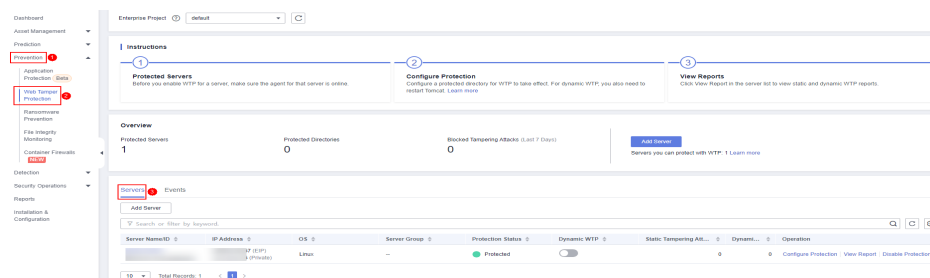 Dashboard
Asset Management
Prediction
Prevention 1
Application
Protection Beta
Web Tamper
Protection 2
Ransomware
Prevention
File Integrity
Monitoring
Container Firewalls
NEW
Detection
Security Operations
Reports
Installation &
Configuration
Enterprise Project ? default
Instructions
1
Protected Servers
Before you enable WTP for a server, make sure the agent for that server is online.
2
Configure Protection
Configure a protected directory for WTP to take effect. For dynamic WTP, you also need to
restart Tomcat. Learn more
3
View Reports
Click View Report in the server list to view static and dynamic WTP reports.
Overview
Protected Servers
1
Protected Directories
0
Blocked Tampering Attacks (Last 7 Days)
0
Add Server
Servers you can protect with WTP: 1 Learn more
Servers 3 Events
Add Server
Search or filter by keyword.
Server Name/ID IP Address OS Server Group Protection Status Dynamic WTP Static Tampering Att... Dynami... Operation
(EIP)
(Private)
Linux -- Protected 0 0 Configure Protection View Report Disable Protection
10 Total Records: 1 < 1 >